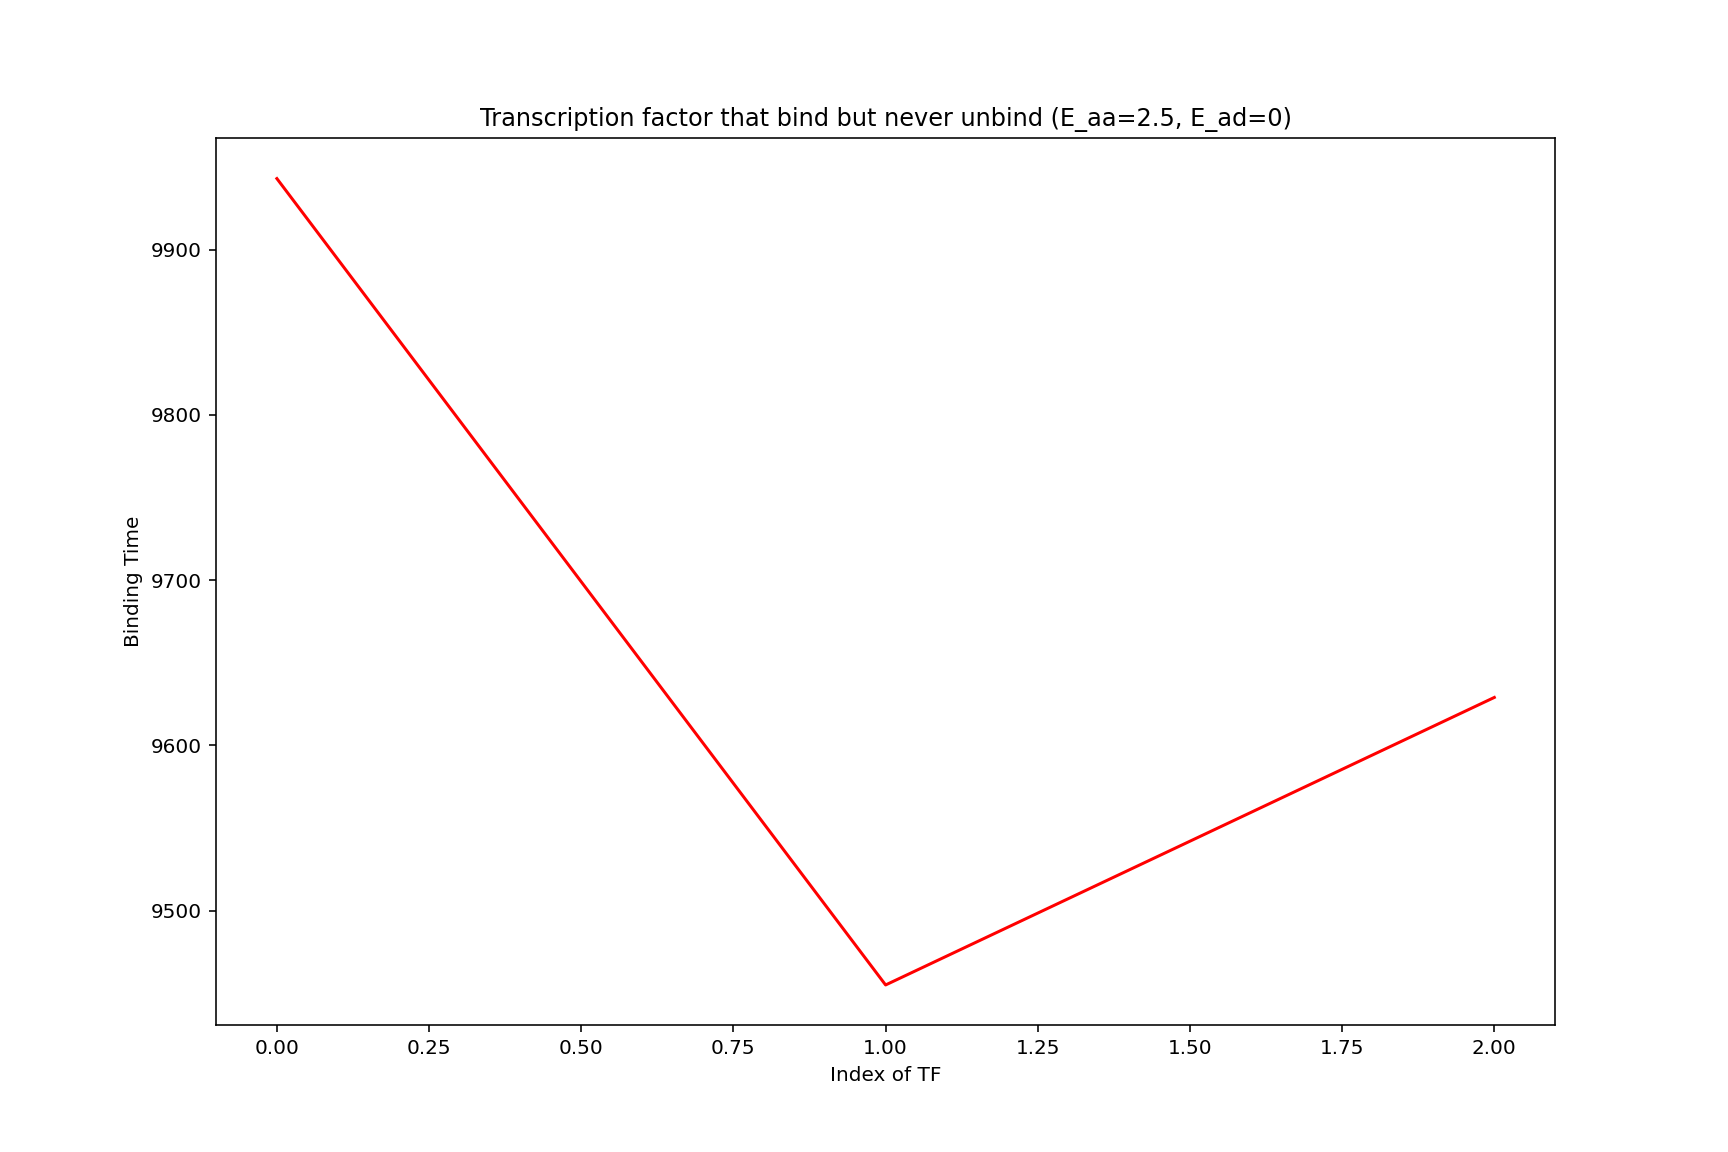 Transcription factor that bind but never unbind (E_aa=2.5, E_ad=0)
9900
9800
9700
9600
9500
Binding Time
0.00 0.25 0.50 0.75 1.00 1.25 1.50 1.75 2.00
Index of TF